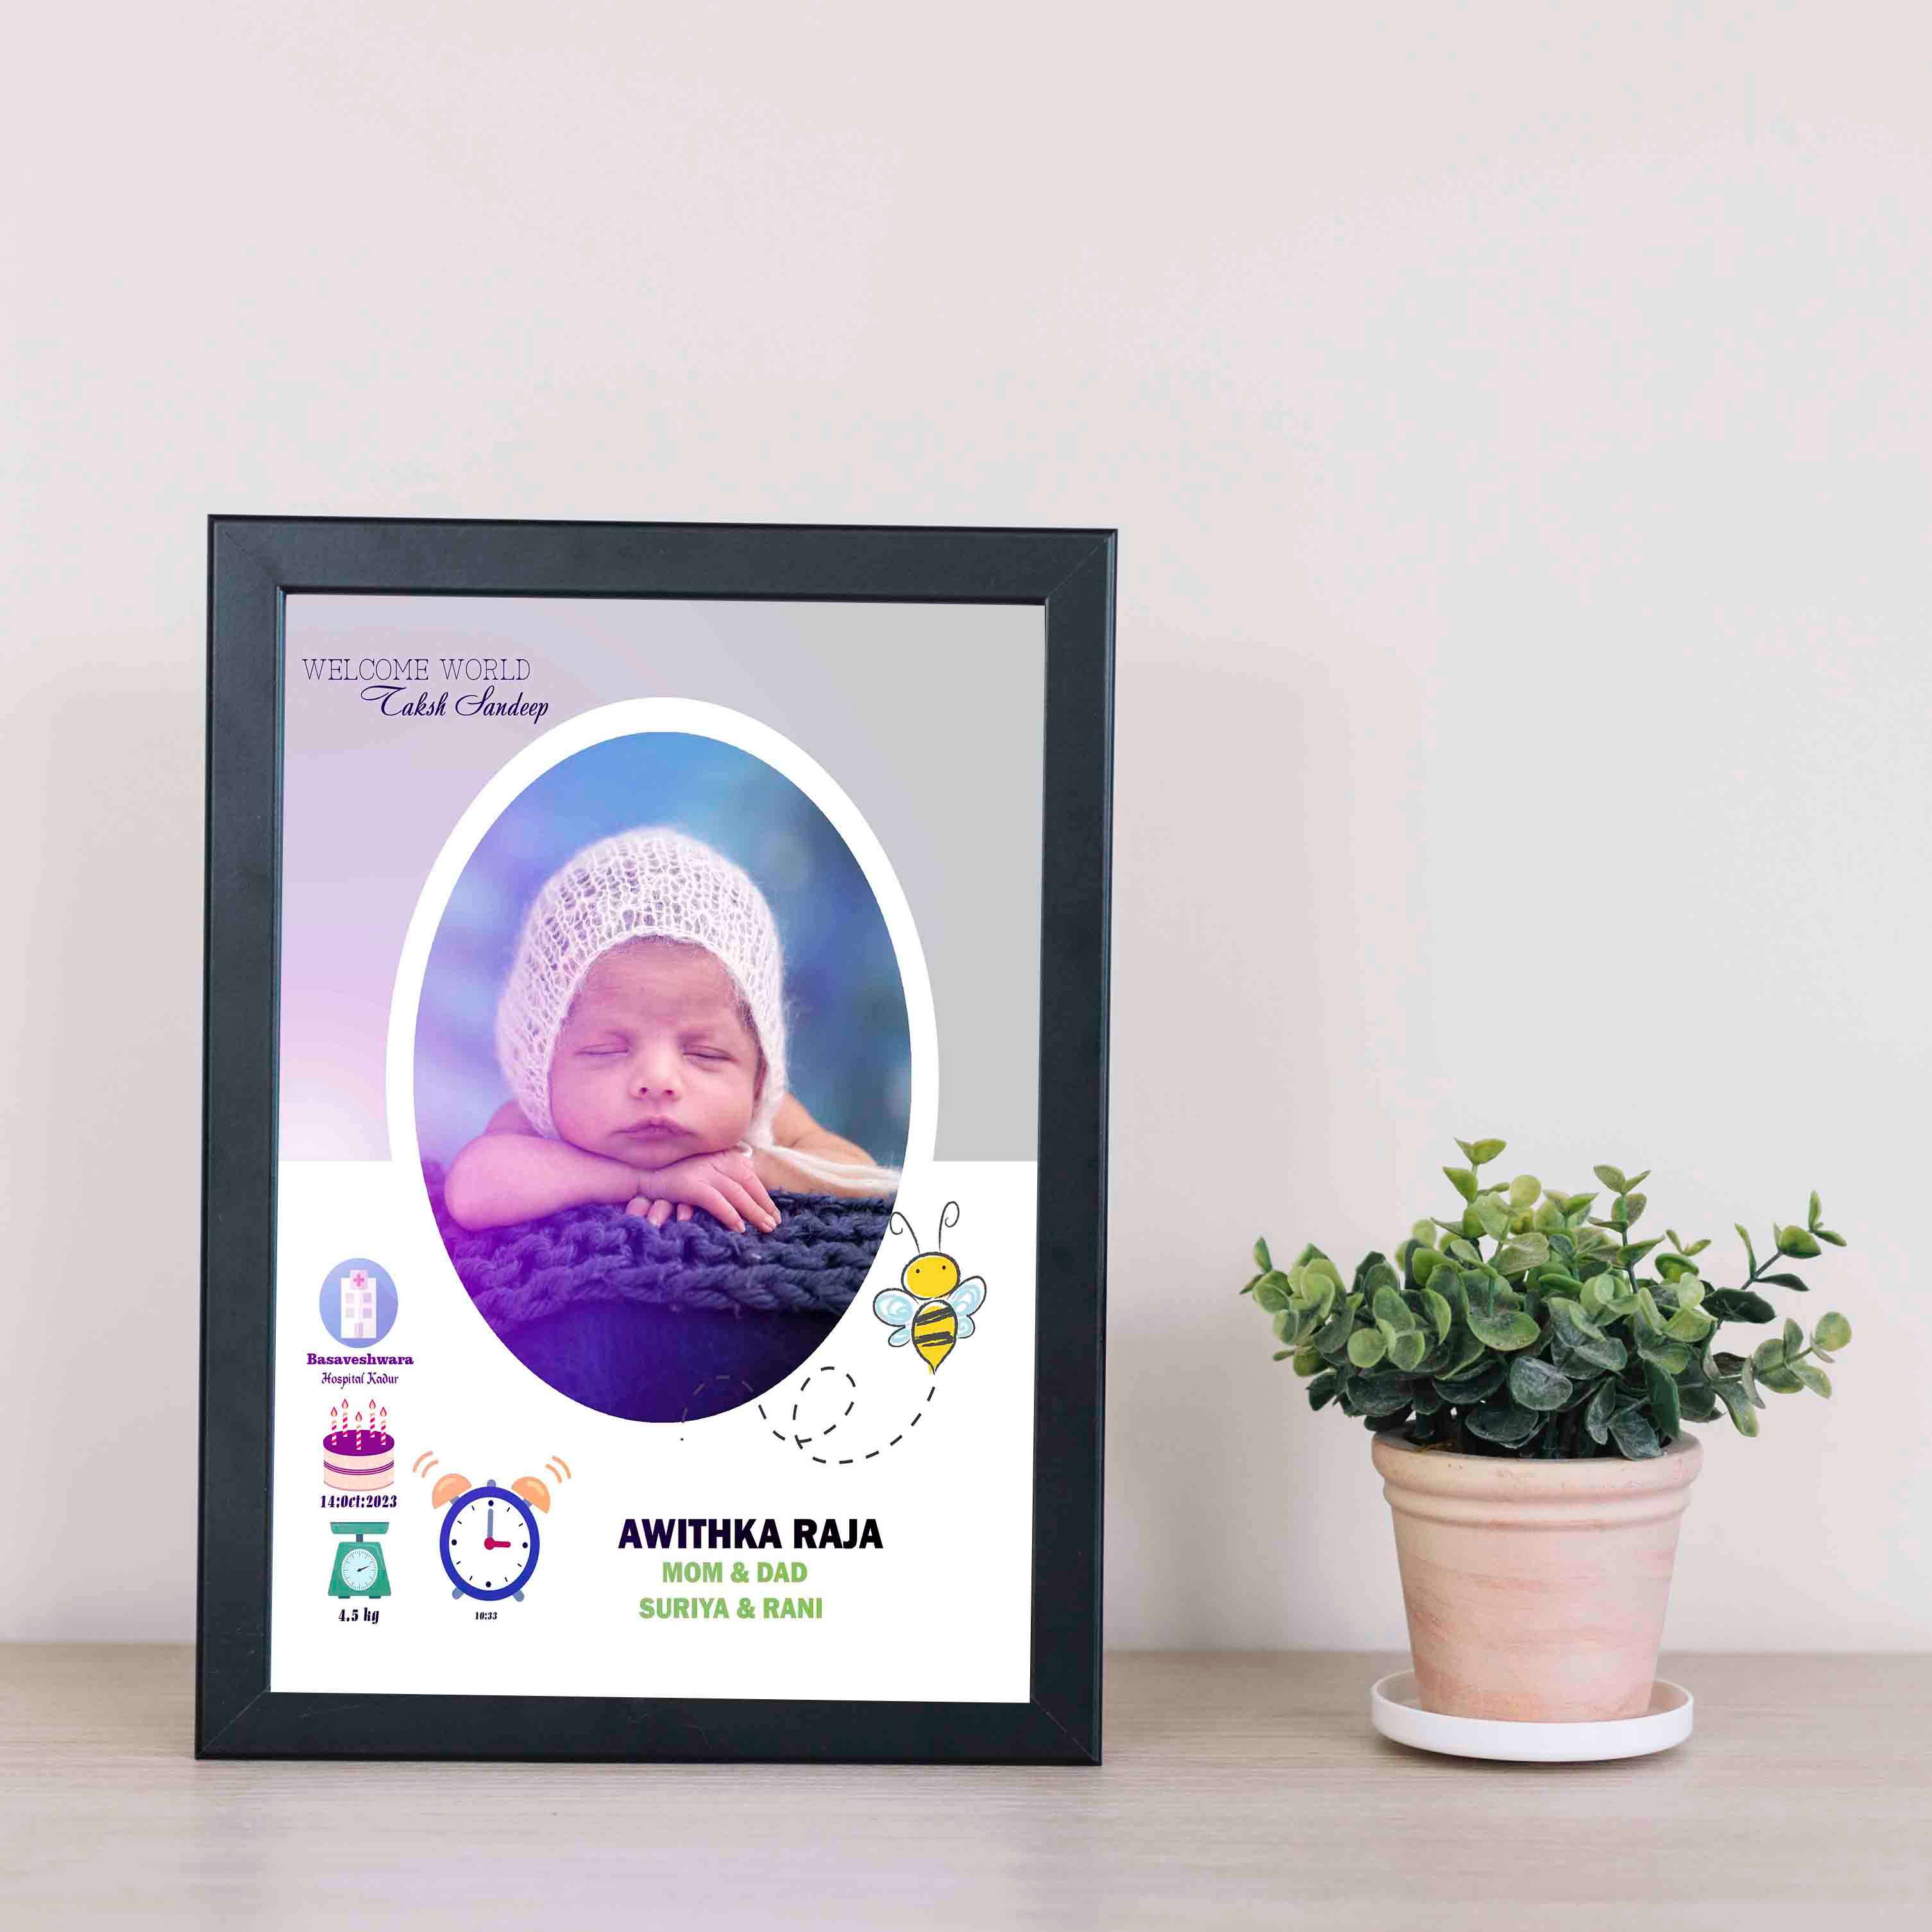 WELCOME WORLD
Taksh Sandeep
Basaveshwara
Hospital Kadur
14:Oct:2023
4.5 kg
10:33
AWITHKA RAJA
MOM & DAD
SURIYA & RANI